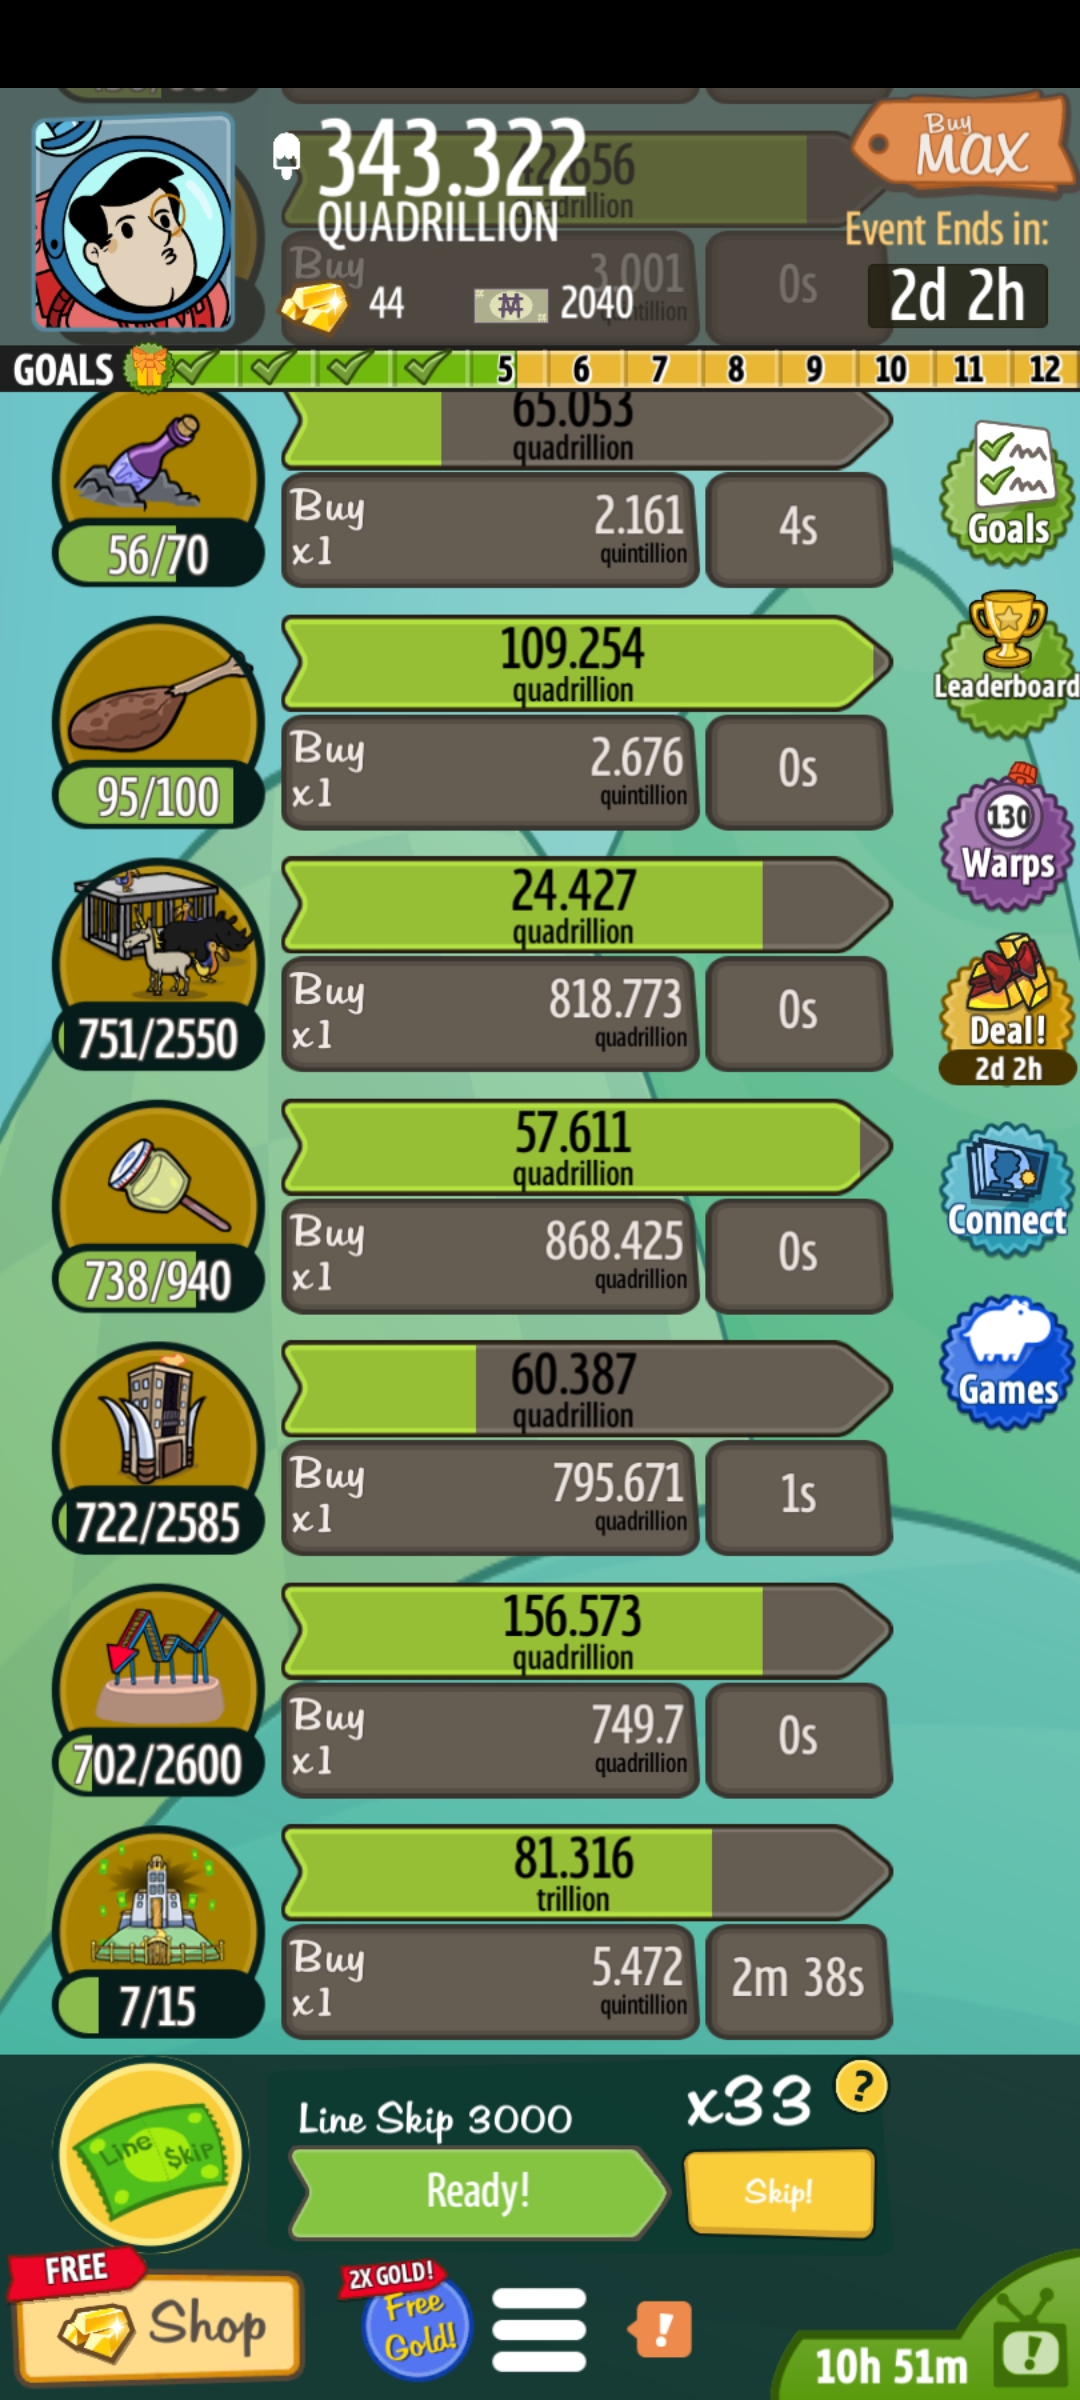 343.322
QUADRILLION
Buy
MAX
Event Ends in:
2d 2h
44
2040
Buy
3.001
0s
GOALS
5 6 7 8 9 10 11 12
65.053
quadrillion
56/70
Buy
x1
2.161
quintillion
4s
Goals
109.254
quadrillion
95/100
Buy
x1
2.676
quintillion
0s
Leaderboard
130
Warps
24.427
quadrillion
751/2550
Buy
x1
818.773
quadrillion
0s
Deal!
2d 2h
57.611
quadrillion
738/940
Buy
x1
868.425
quadrillion
0s
Connect
60.387
quadrillion
722/2585
Buy
x1
795.671
quadrillion
1s
Games
156.573
quadrillion
702/2600
Buy
x1
749.7
quadrillion
0s
81.316
trillion
7/15
Buy
x1
5.472
quintillion
2m 38s
Line $kip
Line Skip 3000
x33
?
Ready!
Skip!
FREE
Shop
2X GOLD!
Free
Gold!
!
10h 51m
!